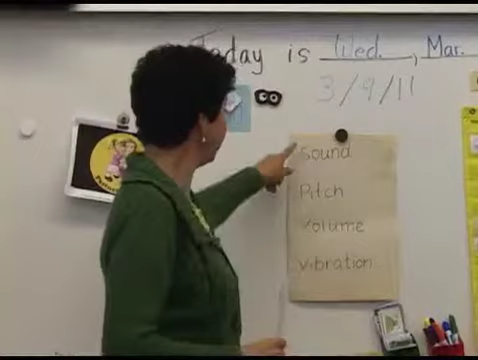 Today is Wed., Mar.
3/9/11
Sound
Pitch
Volume
Vibration